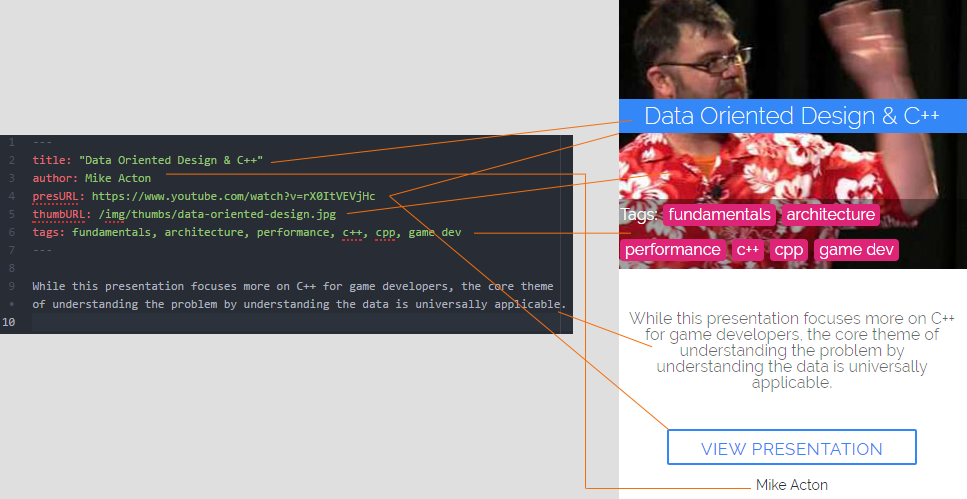 1 ---
2 title: "Data Oriented Design & C++"
3 author: Mike Acton
4 presURL: https://www.youtube.com/watch?v=rX0ItVEVjHc
5 thumbURL: /img/thumbs/data-oriented-design.jpg
6 tags: fundamentals, architecture, performance, c++, cpp, game dev
7 ---
8
9 While this presentation focuses more on C++ for game developers, the core theme
• of understanding the problem by understanding the data is universally applicable.
10
Data Oriented Design & C++
Tags: fundamentals architecture
performance c++ cpp game dev
While this presentation focuses more on C++
for game developers, the core theme of
understanding the problem by
understanding the data is universally
applicable.
VIEW PRESENTATION
Mike Acton